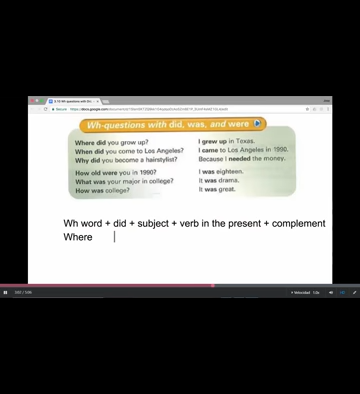 Wh-questions with did, was, and were
Where did you grow up?
When did you come to Los Angeles?
Why did you become a hairstylist?
I grew up in Texas.
I came to Los Angeles in 1990.
Because I needed the money.
How old were you in 1990?
What was your major in college?
How was college?
I was eighteen.
It was drama.
It was great.
Wh word + did + subject + verb in the present + complement
Where